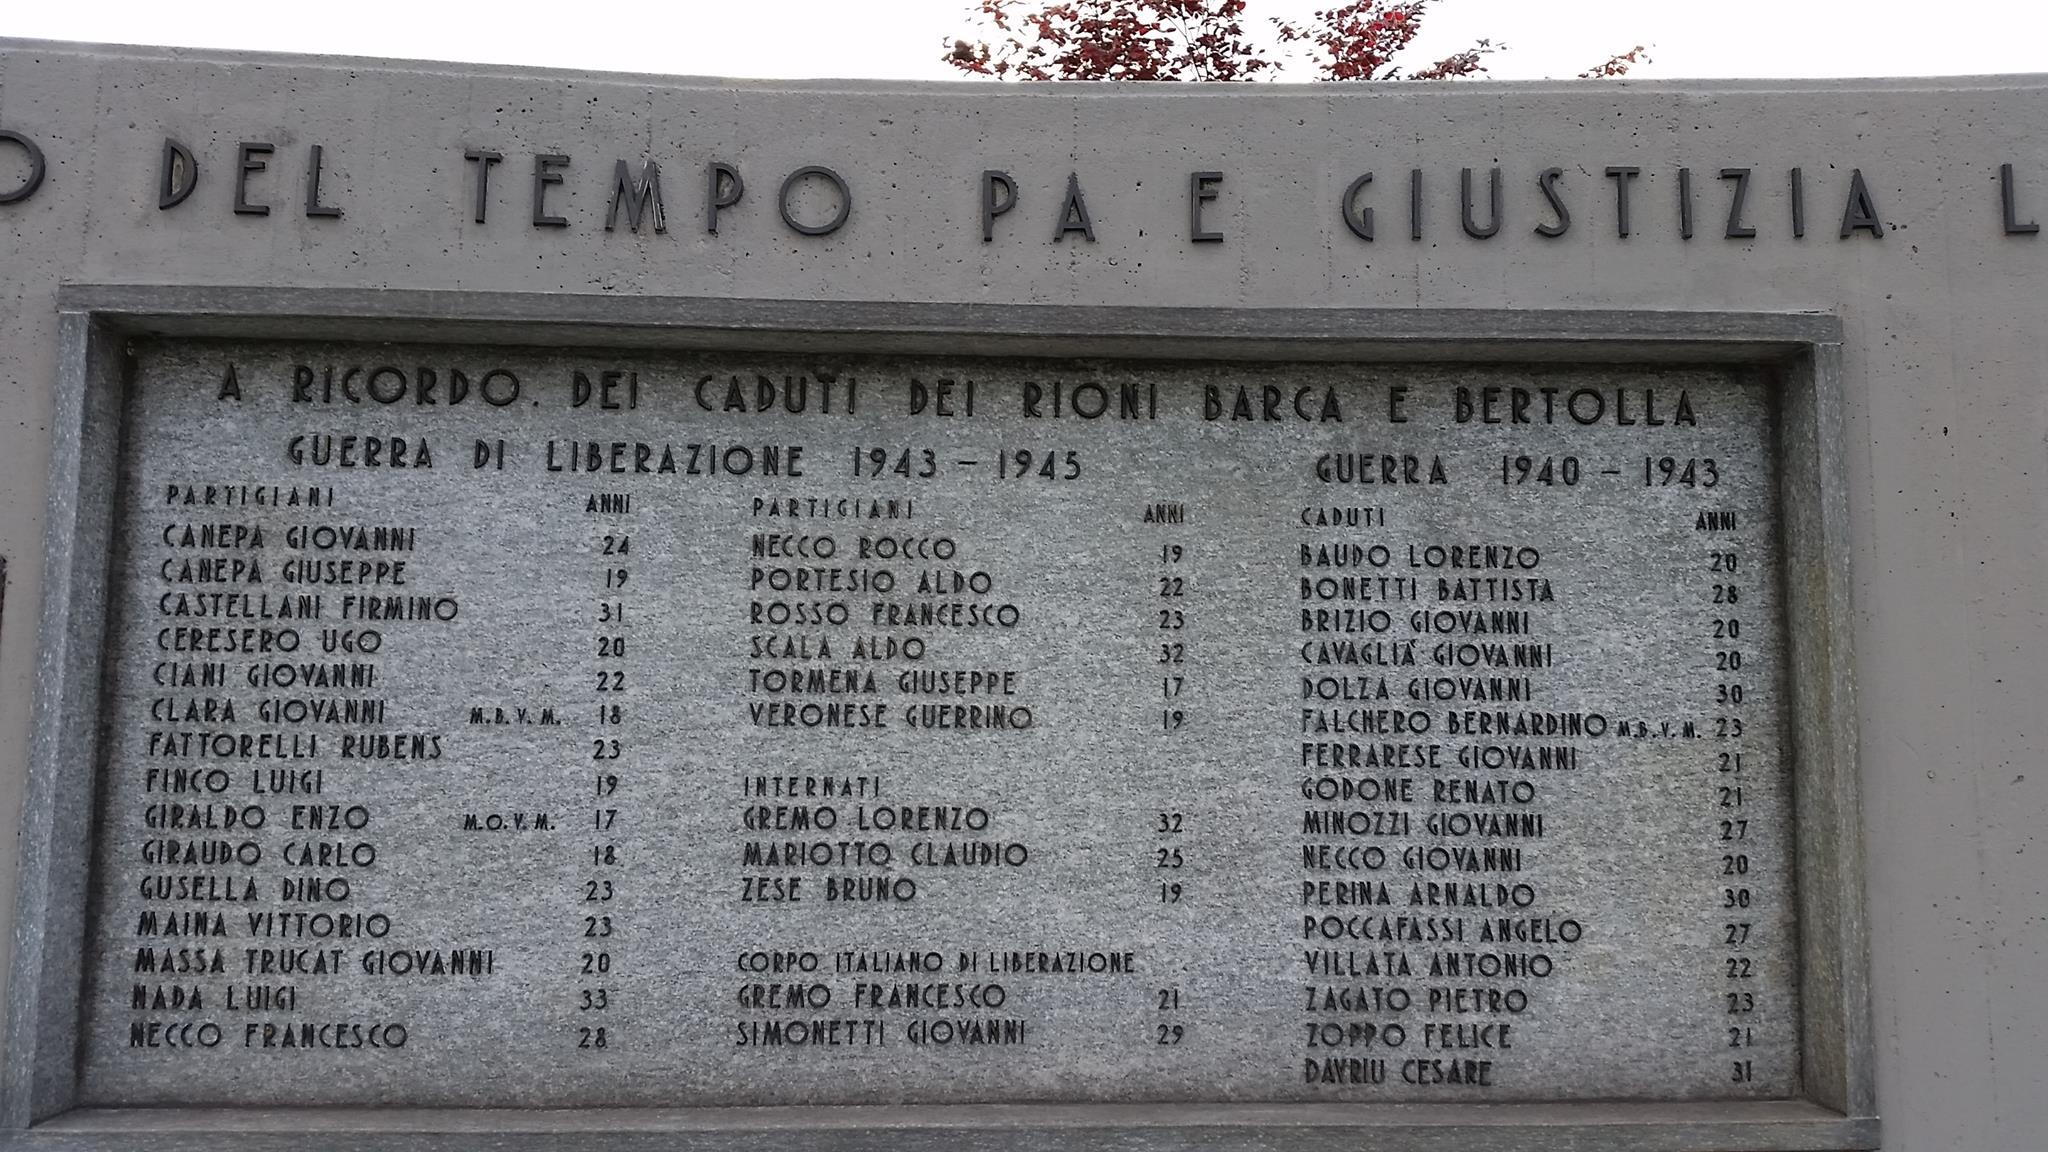 O DEL TEMPO PA E GIUSTIZIA L
A RICORDO. DEI CADUTI DEI RIONI BARCA E BERTOLLA
GUERRA DI LIBERAZIONE 1943 - 1945
PARTIGIANI ANNI
CANEPA GIOVANNI 24
CANEPA GIUSEPPE 19
CASTELLANI FIRMINO 31
CERESERO UGO 20
CIANI GIOVANNI 22
CLARA GIOVANNI M.B.V.M. 18
FATTORELLI RUBENS 23
FINCO LUIGI 19
GIRALDO ENZO M.O.V.M. 17
GIRAUDO CARLO 18
GUSELLA DINO 23
MAINA VITTORIO 23
MASSA TRUCAT GIOVANNI 20
NADA LUIGI 33
NECCO FRANCESCO 28
PARTIGIANI ANNI
NECCO ROCCO 19
PORTESIO ALDO 22
ROSSO FRANCESCO 23
SCALA ALDO 32
TORMENA GIUSEPPE 17
VERONESE GUERRINO 19
INTERNATI
GREMO LORENZO 32
MARIOTTO CLAUDIO 25
ZESE BRUNO 19
CORPO ITALIANO DI LIBERAZIONE
GREMO FRANCESCO 21
SIMONETTI GIOVANNI 29
GUERRA 1940 - 1943
CADUTI ANNI
BAUDO LORENZO 20
BONETTI BATTISTA 28
BRIZIO GIOVANNI 20
CAVAGLIÀ GIOVANNI 20
DOLZA GIOVANNI 30
FALCHERO BERNARDINO M.B.V.M. 23
FERRARESE GIOVANNI 21
GODONE RENATO 21
MINOZZI GIOVANNI 27
NECCO GIOVANNI 20
PERINA ARNALDO 30
POCCAFASSI ANGELO 27
VILLATA ANTONIO 22
ZAGATO PIETRO 23
ZOPPO FELICE 21
DAVRIU CESARE 31